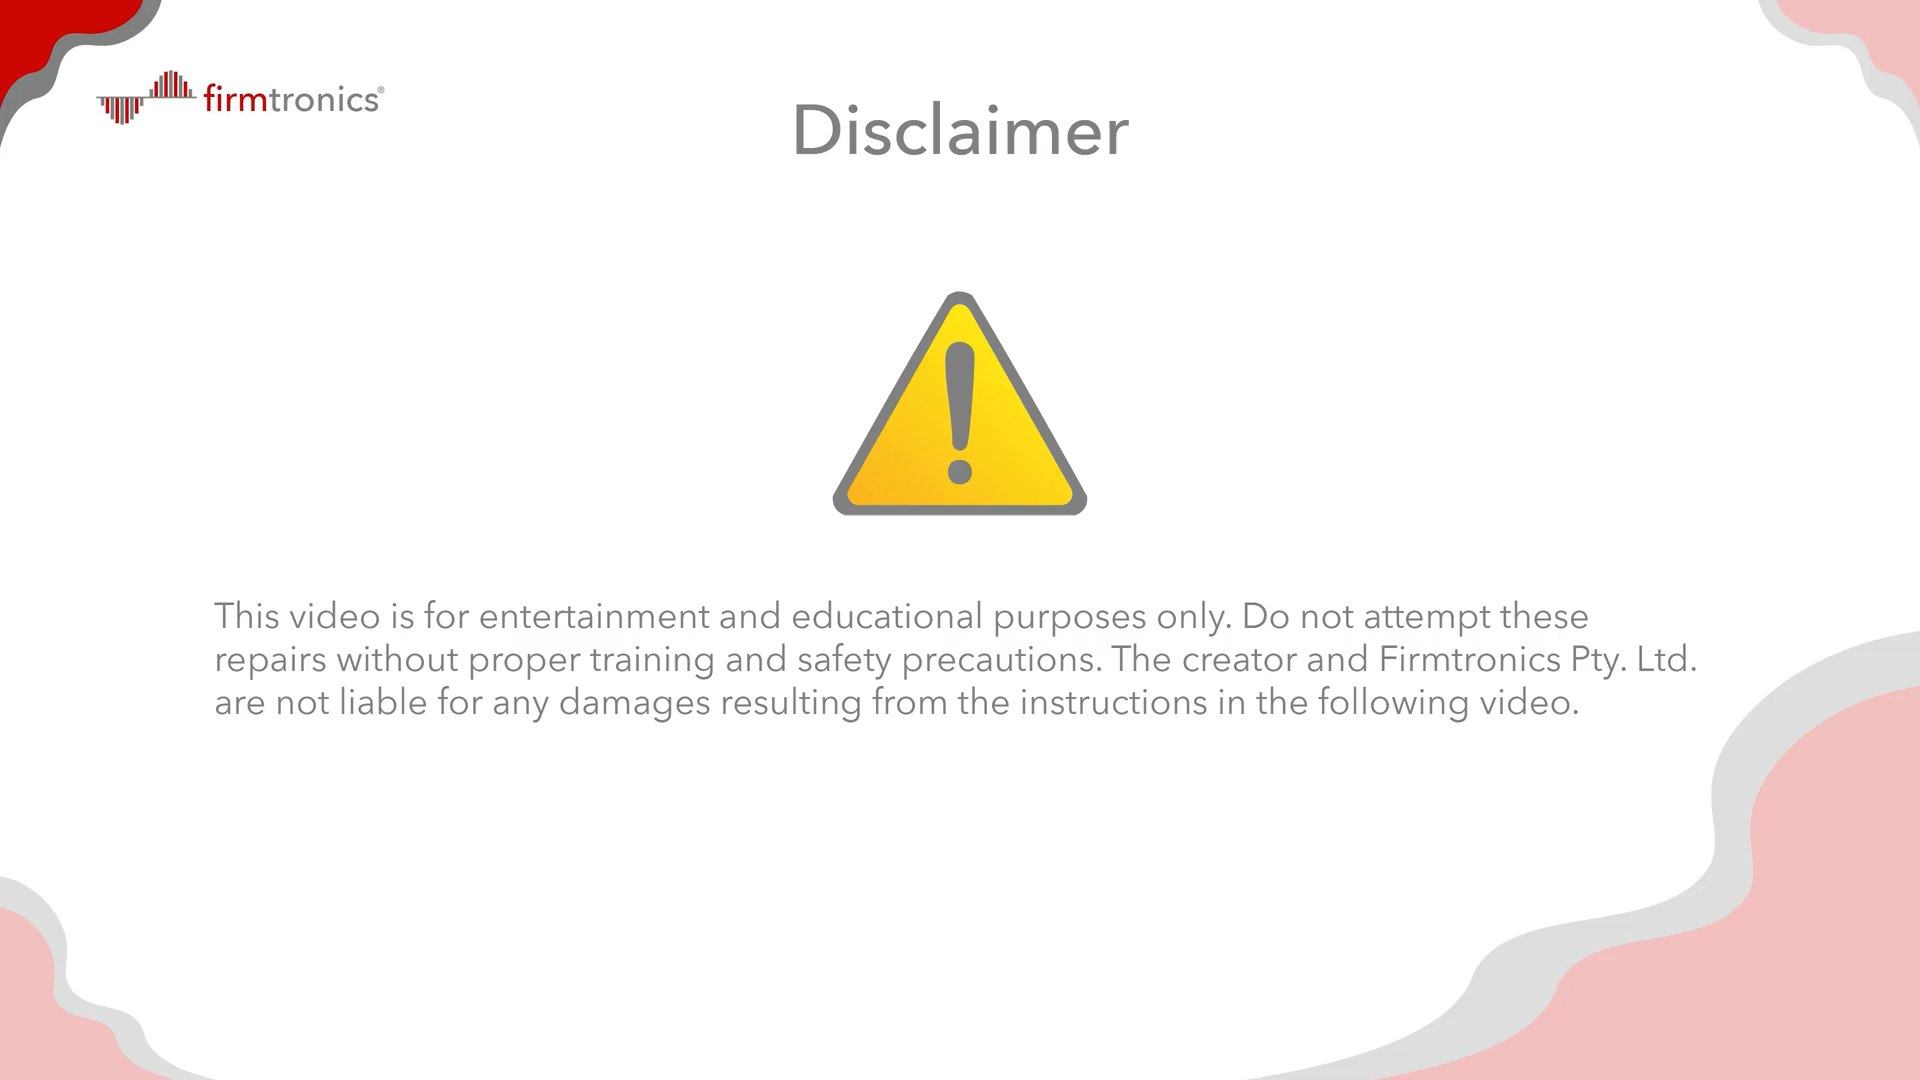 firmtronics®
Disclaimer
This video is for entertainment and educational purposes only. Do not attempt these
repairs without proper training and safety precautions. The creator and Firmtronics Pty. Ltd.
are not liable for any damages resulting from the instructions in the following video.